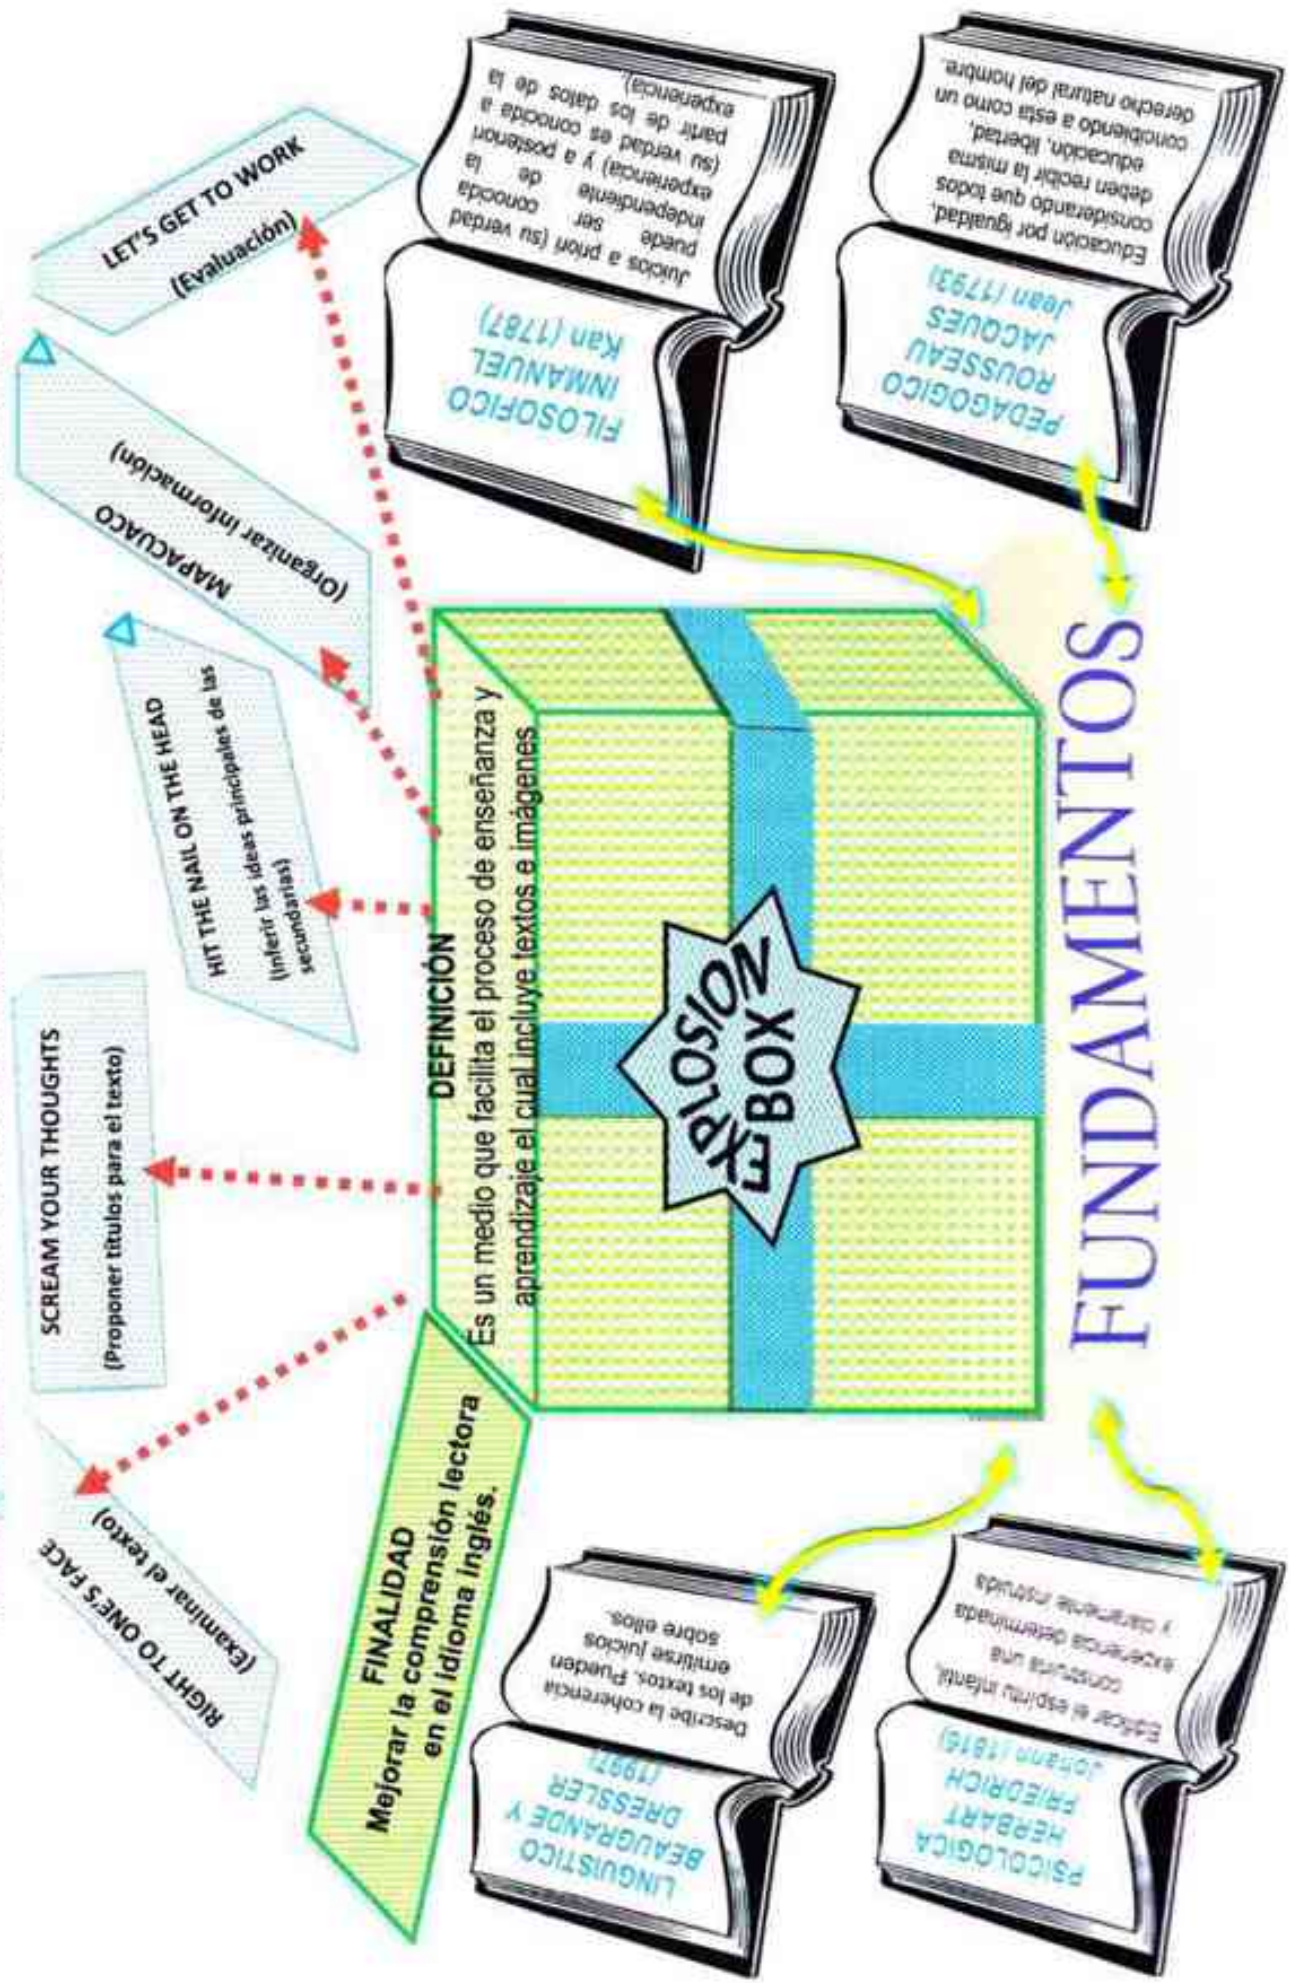 RIGHT TO ONE'S FACE
(Examinar el texto)
SCREAM YOUR THOUGHTS
(Proponer títulos para el texto)
HIT THE NAIL ON THE HEAD
(Inferir las ideas principales de las
secundarias)
MAPACUACO
(Organizar información)
LET'S GET TO WORK
(Evaluación)
FINALIDAD
Mejorar la comprensión lectora
en el idioma inglés.
DEFINICIÓN
Es un medio que facilita el proceso de enseñanza y
aprendizaje el cual incluye textos e imágenes
EXPLOSION
BOX
FUNDAMENTOS
LINGUISTICO
BEAUGRANDE Y
DRESSLER
(1997)
Describe la coherencia
de los textos. Pueden
emitirse juicios
sobre ellos.
PSICOLOGICA
HERBART
FRIEDRICH
Johann (1816)
Edificar el espíritu infantil,
construiría una
experiencia determinada
y claramente instruida
FILOSOFICO
INMANUEL
Kan (1787)
Juicios a priori (su verdad
puede ser conocida
independiente de la
experiencia) y a posteriori
(su verdad es conocida a
partir de los datos de la
experiencia).
PEDAGOGICO
ROUSSEAU
JACQUES
Jean (1793)
Educación por igualdad,
considerando que todos
deben recibir la misma
educación, libertad,
concibiendo a esta como un
derecho natural del hombre.